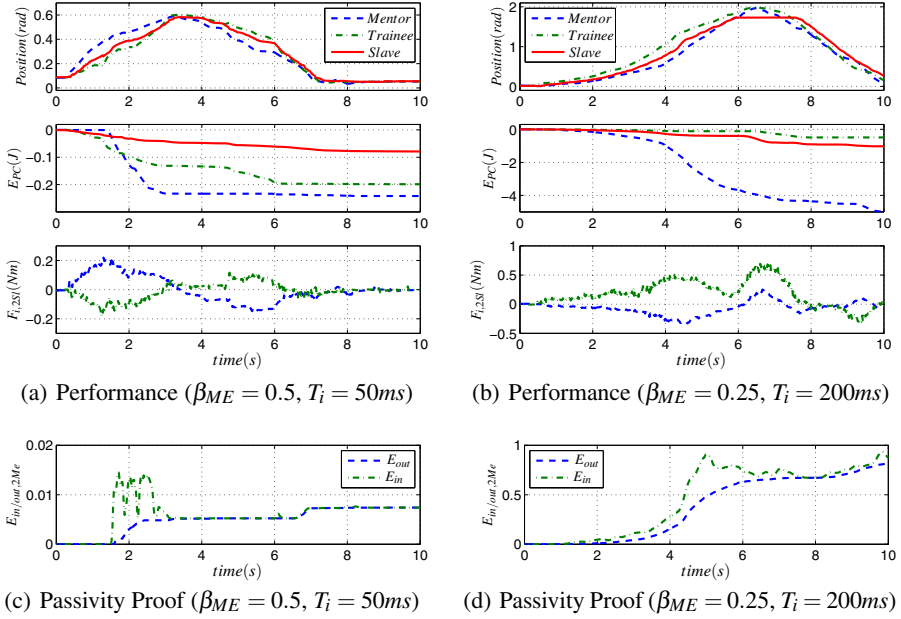 Position(rad)
0.6
0.4
0.2
0
0 2 4 6 8 10
Mentor
Trainee
Slave
E_PC(J)
0
−0.1
−0.2
0 2 4 6 8 10
F_i,2Sl(Nm)
0.2
0
−0.2
0 2 4 6 8 10
time(s)
(a) Performance (β_ME = 0.5, T_i = 50ms)
Position(rad)
2
1
0
0 2 4 6 8 10
Mentor
Trainee
Slave
E_PC(J)
0
−2
−4
0 2 4 6 8 10
F_i,2Sl(Nm)
1
0.5
0
−0.5
0 2 4 6 8 10
time(s)
(b) Performance (β_ME = 0.25, T_i = 200ms)
E_in/out,2Me
0.02
0.01
0
0 2 4 6 8 10
E_out
E_in
time(s)
(c) Passivity Proof (β_ME = 0.5, T_i = 50ms)
E_in/out,2Me
1
0.5
0
0 2 4 6 8 10
E_out
E_in
time(s)
(d) Passivity Proof (β_ME = 0.25, T_i = 200ms)